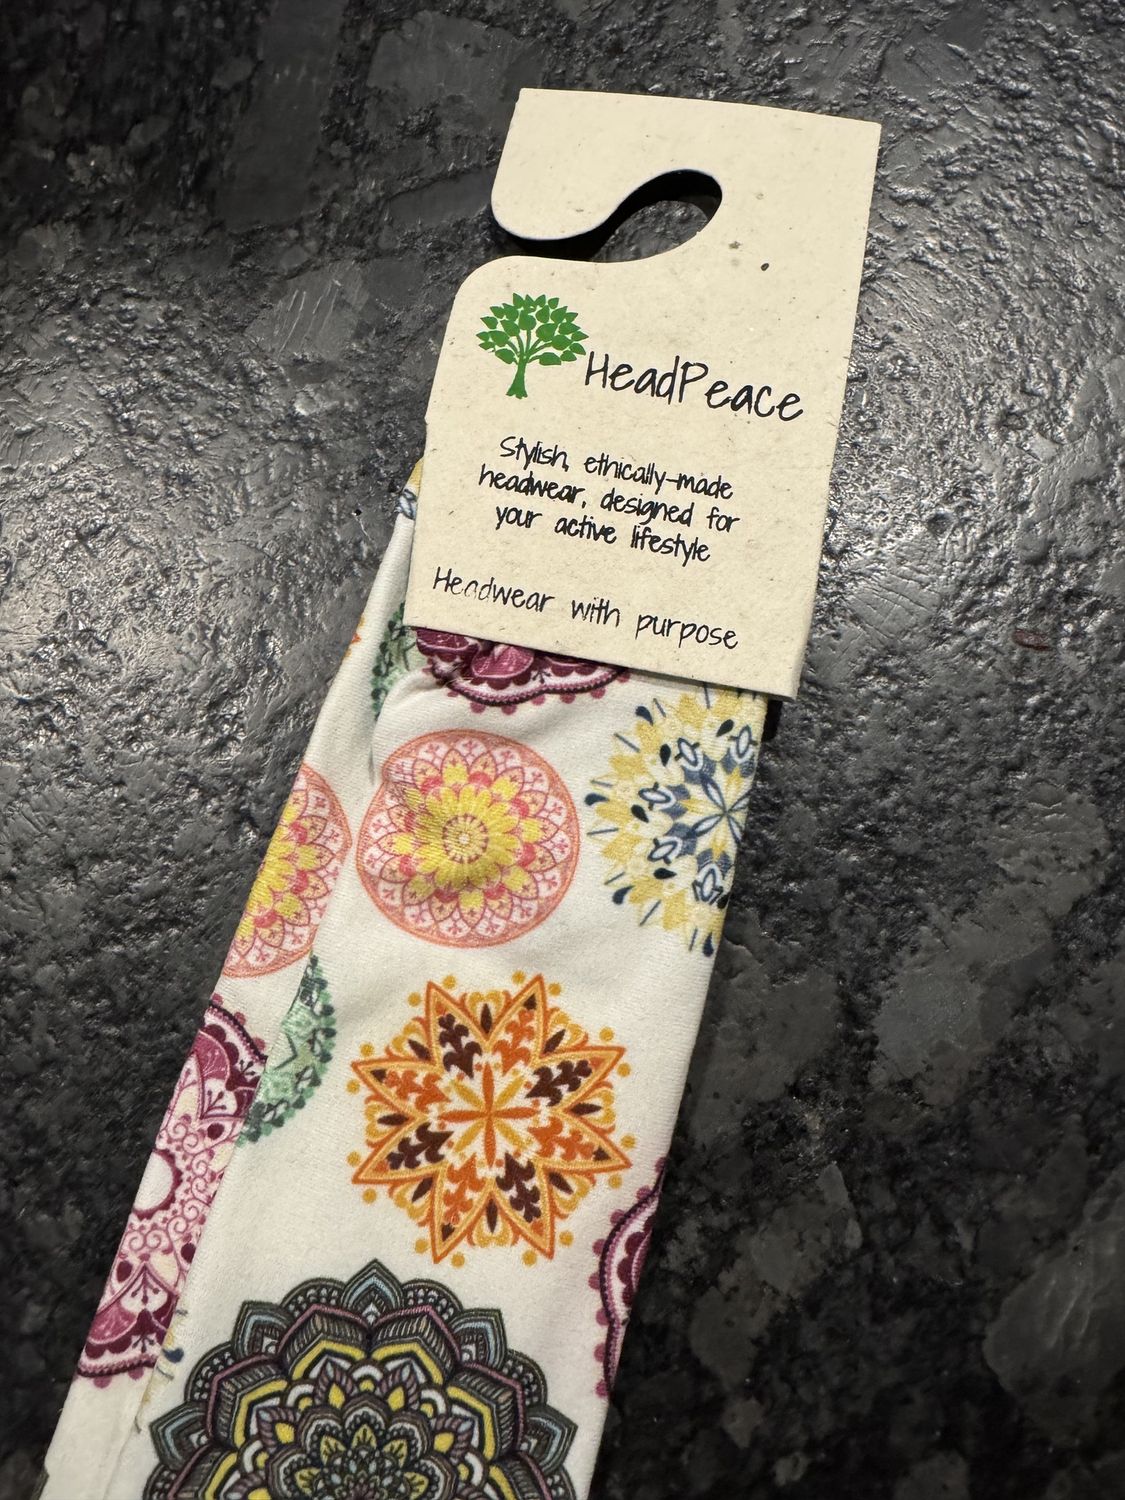 HeadPeace
Stylish, ethically-made
headwear, designed for
your active lifestyle
Headwear with purpose